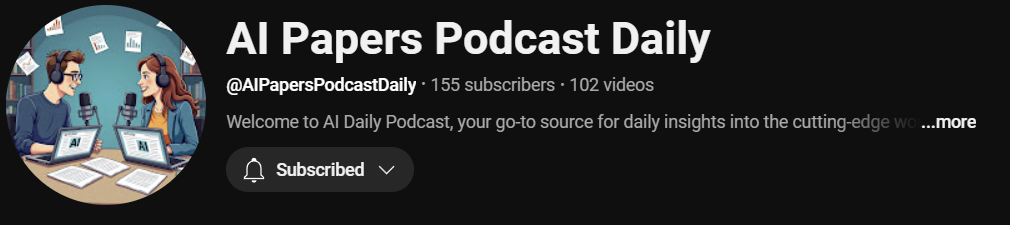 AI Papers Podcast Daily
@AIPapersPodcastDaily · 155 subscribers · 102 videos
Welcome to AI Daily Podcast, your go-to source for daily insights into the cutting-edge wo ...more
Subscribed
AI
AI